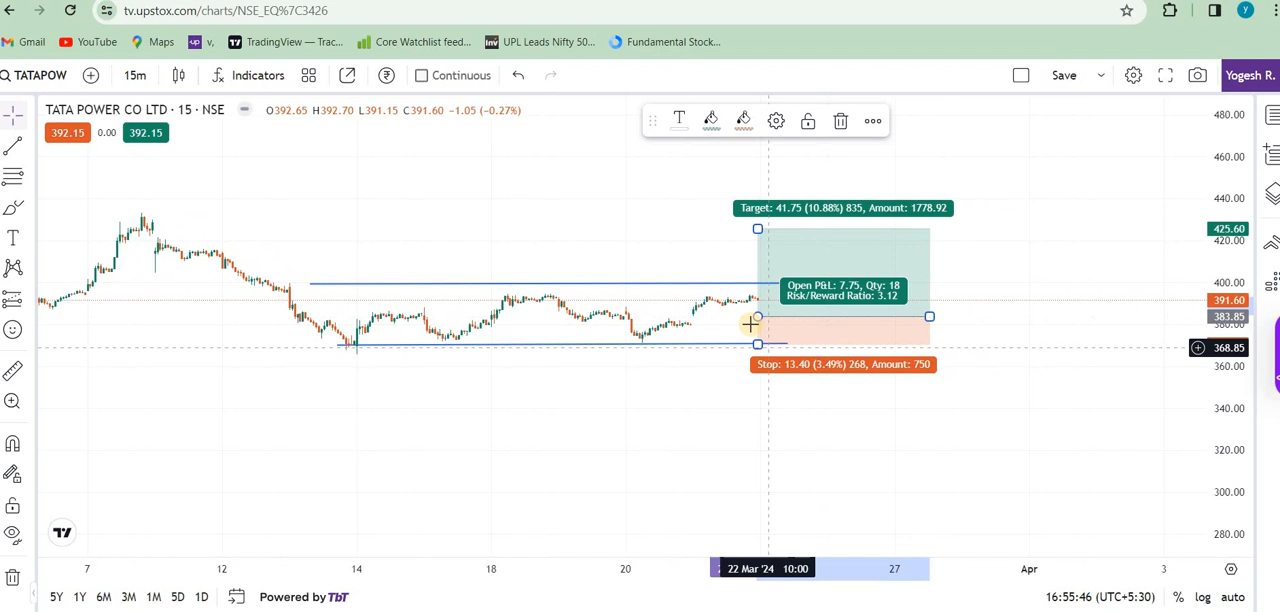 tv.upstox.com/charts/NSE_EQ%7C3426
y
Gmail YouTube Maps up v, TradingView — Trac... Core Watchlist feed... Inv UPL Leads Nifty 50... Fundamental Stock...
TATAPOW 15m Indicators Continuous Save Yogesh R.
TATA POWER CO LTD · 15 · NSE O392.65 H392.70 L391.15 C391.60 −1.05 (−0.27%)
392.15 0.00 392.15
T
T
480.00
460.00
440.00
Target: 41.75 (10.88%) 835, Amount: 1778.92
425.60
420.00
400.00
Open P&L: 7.75, Qty: 18
Risk/Reward Ratio: 3.12
391.60
383.85
380.00
368.85
Stop: 13.40 (3.49%) 268, Amount: 750
360.00
340.00
320.00
300.00
280.00
7 12 14 18 20 22 Mar '24 10:00 27 Apr 3
5Y 1Y 6M 3M 1M 5D 1D Powered by TbT 16:55:46 (UTC+5:30) % log auto